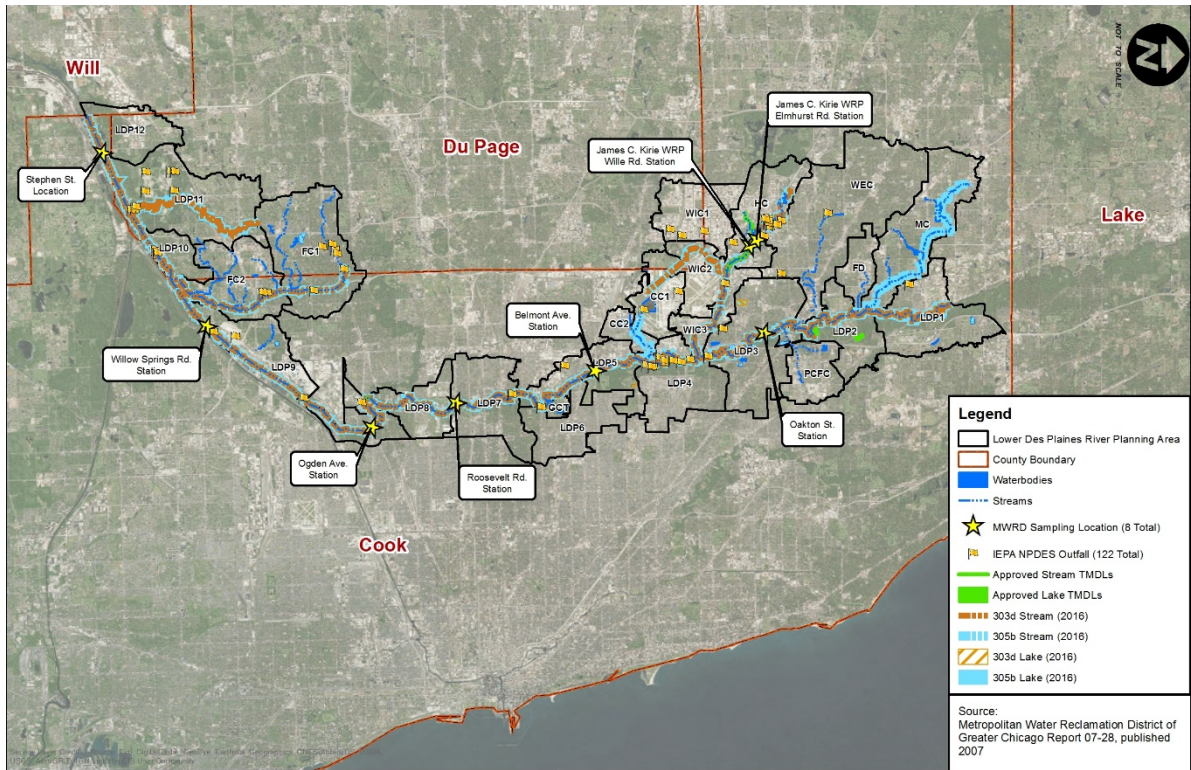 NOT TO SCALE
N
Will
James C. Kirie WRP
Elmhurst Rd. Station
LDP12
James C. Kirie WRP
Wille Rd. Station
Du Page
Stephen St.
Location
WEC
HC
LDP11
WIC1
MC
Lake
LDP10
FC1
WIC2
FD
FC2
CC1
Belmont Ave.
Station
CC2
WIC3
LDP1
LDP2
LDP3
Willow Springs Rd.
Station
LDP9
LDP5
LDP4
PCFC
LDP8
LDP7
GCT
LDP6
Oakton St.
Station
Ogden Ave.
Station
Roosevelt Rd.
Station
Cook
Legend
Lower Des Plaines River Planning Area
County Boundary
Waterbodies
Streams
MWRD Sampling Location (8 Total)
IEPA NPDES Outfall (122 Total)
Approved Stream TMDLs
Approved Lake TMDLs
303d Stream (2016)
305b Stream (2016)
303d Lake (2016)
305b Lake (2016)
Source:
Metropolitan Water Reclamation District of
Greater Chicago Report 07-28, published
2007